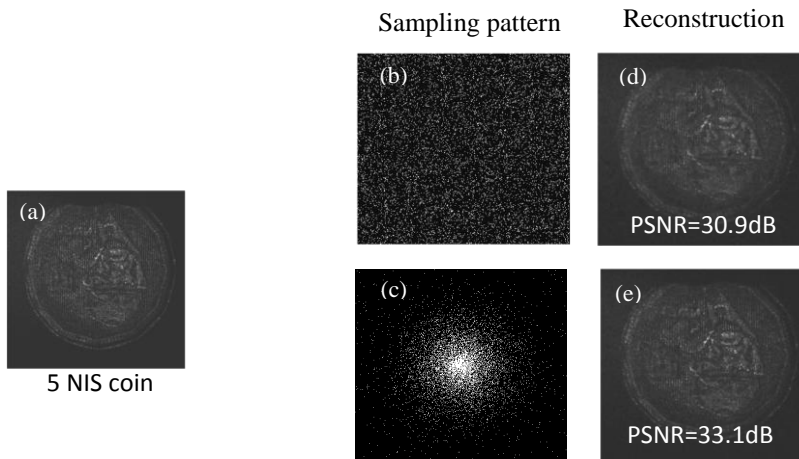 Sampling pattern
Reconstruction
(b)
(d)
PSNR=30.9dB
(a)
5 NIS coin
(c)
(e)
PSNR=33.1dB